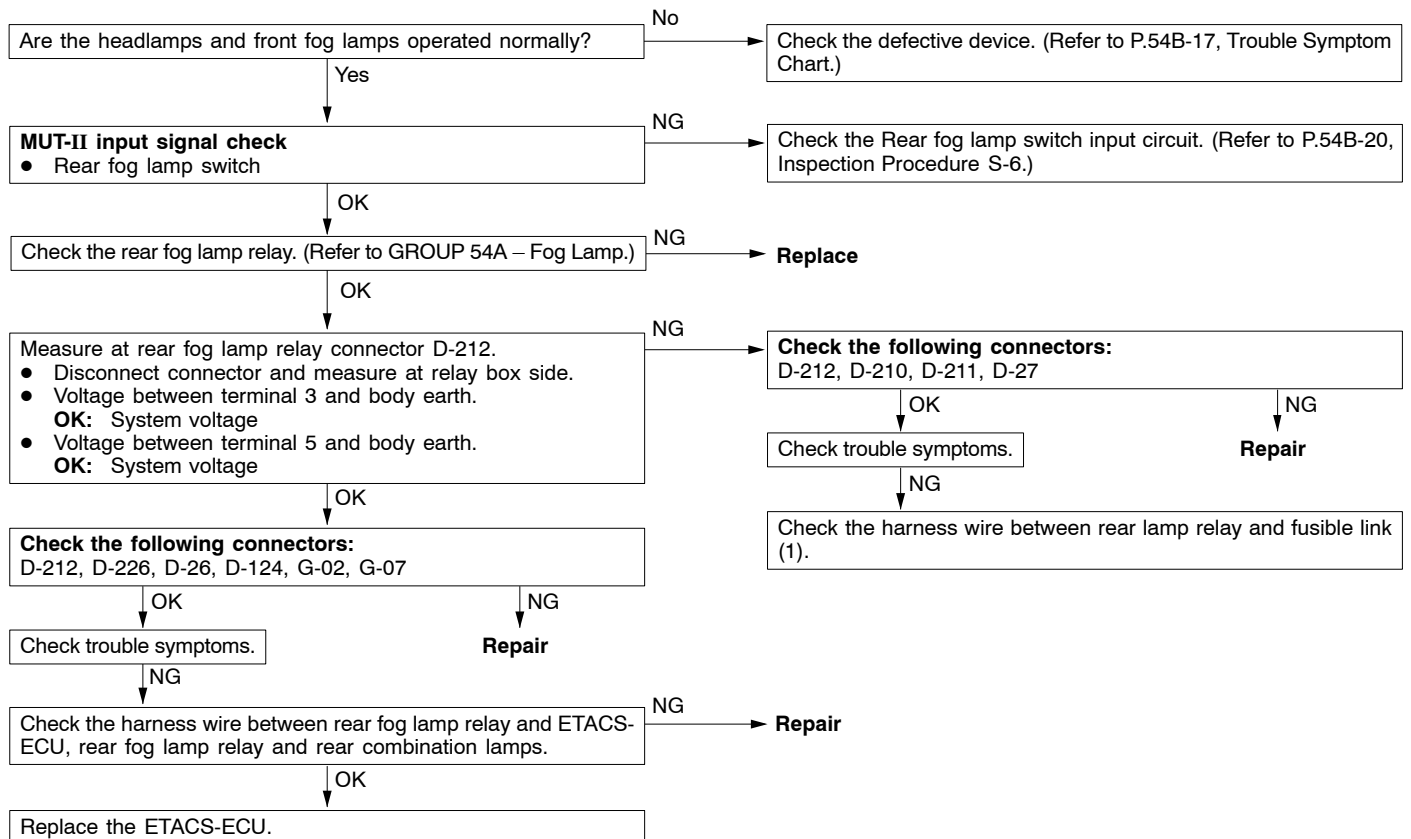 Are the headlamps and front fog lamps operated normally?
No
Check the defective device. (Refer to P.54B-17, Trouble Symptom
Chart.)
Yes
MUT-II input signal check
● Rear fog lamp switch
NG
Check the Rear fog lamp switch input circuit. (Refer to P.54B-20,
Inspection Procedure S-6.)
OK
Check the rear fog lamp relay. (Refer to GROUP 54A – Fog Lamp.)
NG
Replace
OK
Measure at rear fog lamp relay connector D-212.
● Disconnect connector and measure at relay box side.
● Voltage between terminal 3 and body earth.
OK: System voltage
● Voltage between terminal 5 and body earth.
OK: System voltage
NG
Check the following connectors:
D-212, D-210, D-211, D-27
OK
NG
Check trouble symptoms.
Repair
NG
Check the harness wire between rear lamp relay and fusible link
(1).
OK
Check the following connectors:
D-212, D-226, D-26, D-124, G-02, G-07
OK
NG
Check trouble symptoms.
Repair
NG
Check the harness wire between rear fog lamp relay and ETACS-
ECU, rear fog lamp relay and rear combination lamps.
NG
Repair
OK
Replace the ETACS-ECU.